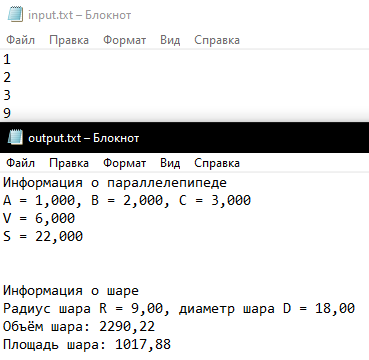 input.txt – Блокнот
Файл Правка Формат Вид Справка
1
2
3
9
output.txt – Блокнот
Файл Правка Формат Вид Справка
Информация о параллелепипеде
A = 1,000, B = 2,000, C = 3,000
V = 6,000
S = 22,000
Информация о шаре
Радиус шара R = 9,00, диаметр шара D = 18,00
Объём шара: 2290,22
Площадь шара: 1017,88